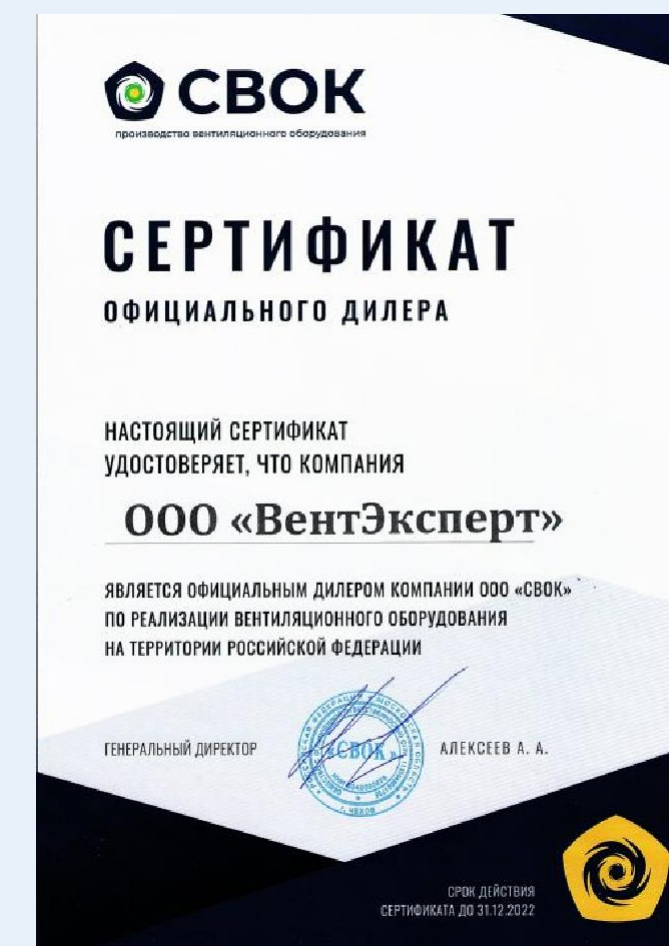 СВОК
производство вентиляционного оборудования
СЕРТИФИКАТ
ОФИЦИАЛЬНОГО ДИЛЕРА
НАСТОЯЩИЙ СЕРТИФИКАТ
УДОСТОВЕРЯЕТ, ЧТО КОМПАНИЯ
ООО «ВентЭксперт»
ЯВЛЯЕТСЯ ОФИЦИАЛЬНЫМ ДИЛЕРОМ КОМПАНИИ ООО «СВОК»
ПО РЕАЛИЗАЦИИ ВЕНТИЛЯЦИОННОГО ОБОРУДОВАНИЯ
НА ТЕРРИТОРИИ РОССИЙСКОЙ ФЕДЕРАЦИИ
ГЕНЕРАЛЬНЫЙ ДИРЕКТОР
«СВОК»
г. ЧЕХОВ
АЛЕКСЕЕВ А. А.
СРОК ДЕЙСТВИЯ
СЕРТИФИКАТА ДО 31.12.2022